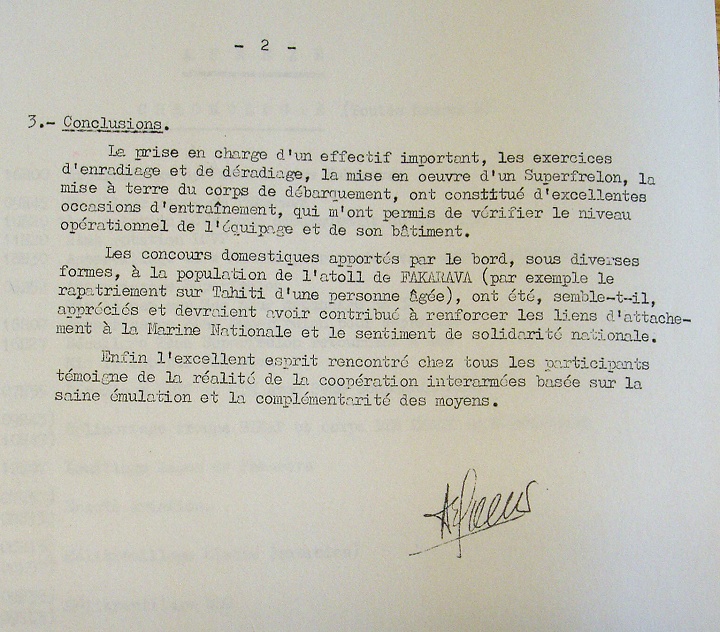 - 2 -
3.- Conclusions.
La prise en charge d'un effectif important, les exercices
d'enradiage et de déradiage, la mise en oeuvre d'un Superfrelon, la
mise à terre du corps de débarquement, ont constitué d'excellentes
occasions d'entraînement, qui m'ont permis de vérifier le niveau
opérationnel de l'équipage et de son bâtiment.
Les concours domestiques apportés par le bord, sous diverses
formes, à la population de l'atoll de FAKARAVA (par exemple le
rapatriement sur Tahiti d'une personne âgée), ont été, semble-t-il,
appréciés et devraient avoir contribué à renforcer les liens d'attache-
ment à la Marine Nationale et le sentiment de solidarité nationale.
Enfin l'excellent esprit rencontré chez tous les participants
témoigne de la réalité de la coopération interarmées basée sur la
saine émulation et la complémentarité des moyens.